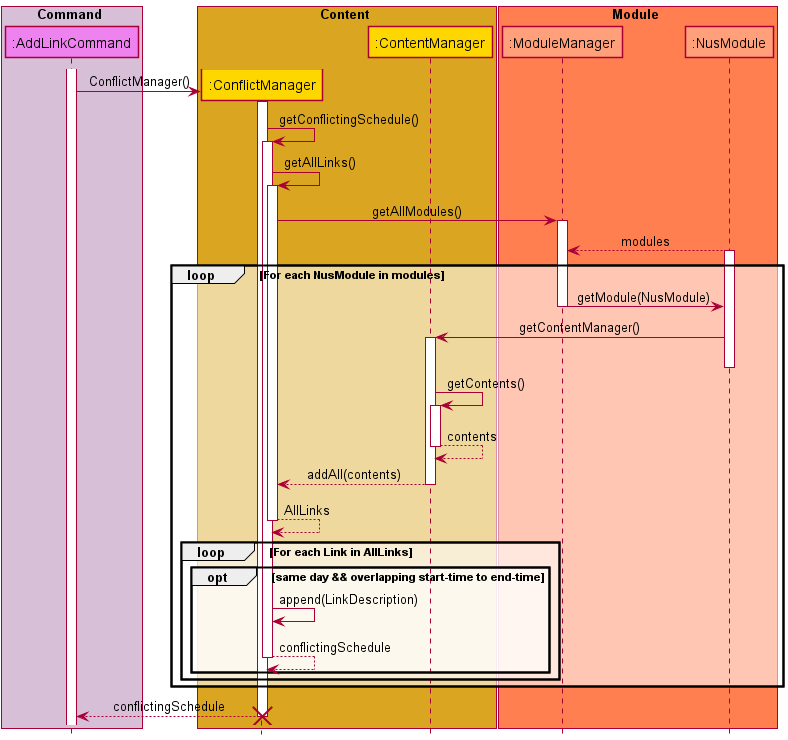 Command
Content
Module
:AddLinkCommand
:ContentManager
:ModuleManager
:NusModule
ConflictManager()
:ConflictManager
getConflictingSchedule()
getAllLinks()
getAllModules()
modules
loop
[For each NusModule in modules]
getModule(NusModule)
getContentManager()
getContents()
contents
addAll(contents)
AllLinks
loop
[For each Link in AllLinks]
opt
[same day && overlapping start-time to end-time]
append(LinkDescription)
conflictingSchedule
conflictingSchedule